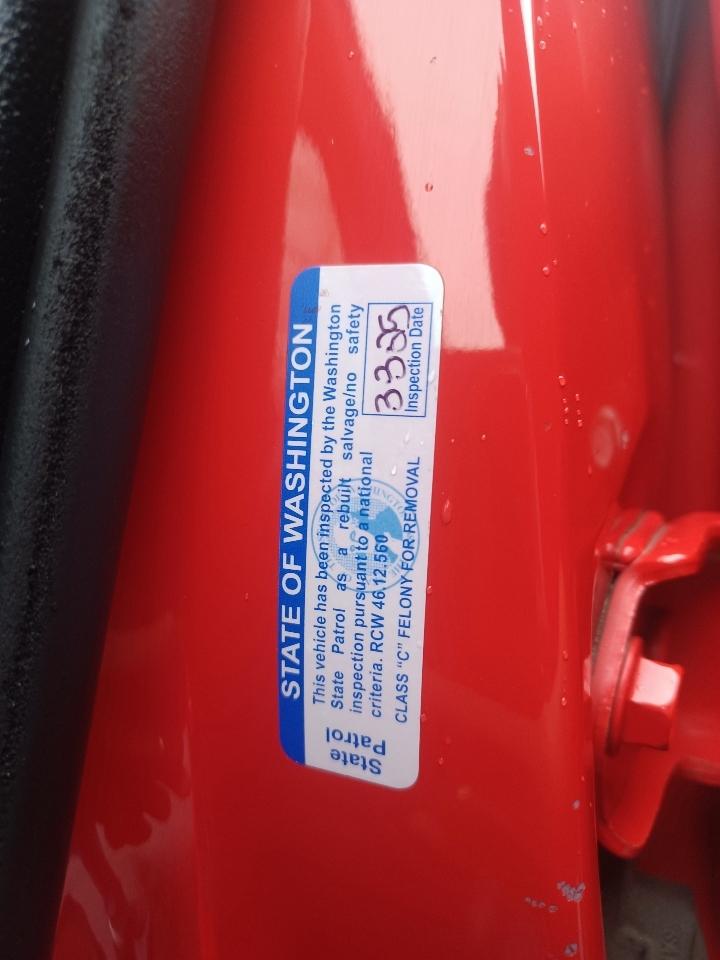 STATE OF WASHINGTON
This vehicle has been inspected by the Washington
State Patrol as a rebuilt salvage/no safety
inspection pursuant to a national
criteria. RCW 46.12.560
CLASS "C" FELONY FOR REMOVAL
3325
Inspection Date
State
Patrol